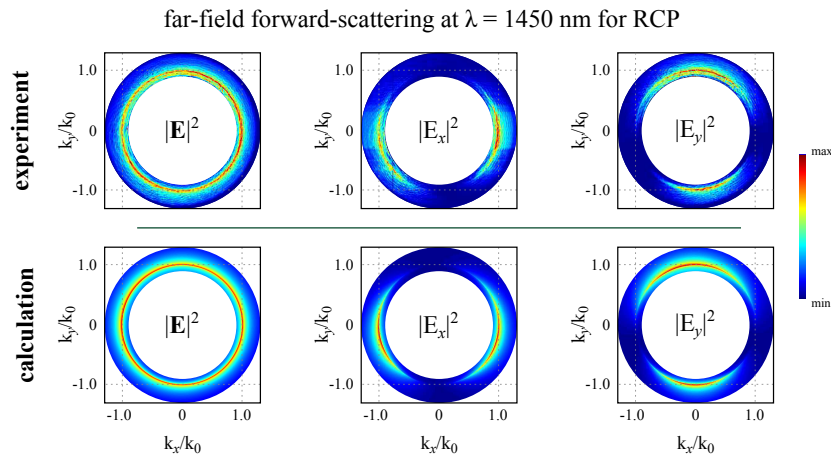 far-field forward-scattering at λ = 1450 nm for RCP
experiment
k_y/k_0
1.0
0
-1.0
|E|²
k_y/k_0
1.0
0
-1.0
|E_x|²
k_y/k_0
1.0
0
-1.0
|E_y|²
max
min
calculation
k_y/k_0
1.0
0
-1.0
|E|²
-1.0 0 1.0
k_x/k_0
k_y/k_0
1.0
0
-1.0
|E_x|²
-1.0 0 1.0
k_x/k_0
k_y/k_0
1.0
0
-1.0
|E_y|²
-1.0 0 1.0
k_x/k_0